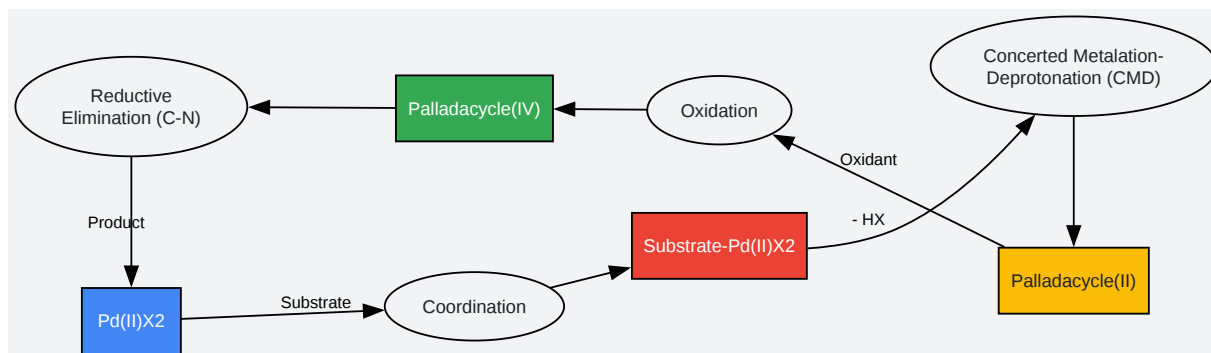 Concerted Metalation-
Deprotonation (CMD)
Reductive
Elimination (C-N)
Palladacycle(IV)
Oxidation
Oxidant
Product
- HX
Substrate-Pd(II)X2
Palladacycle(II)
Substrate
Coordination
Pd(II)X2